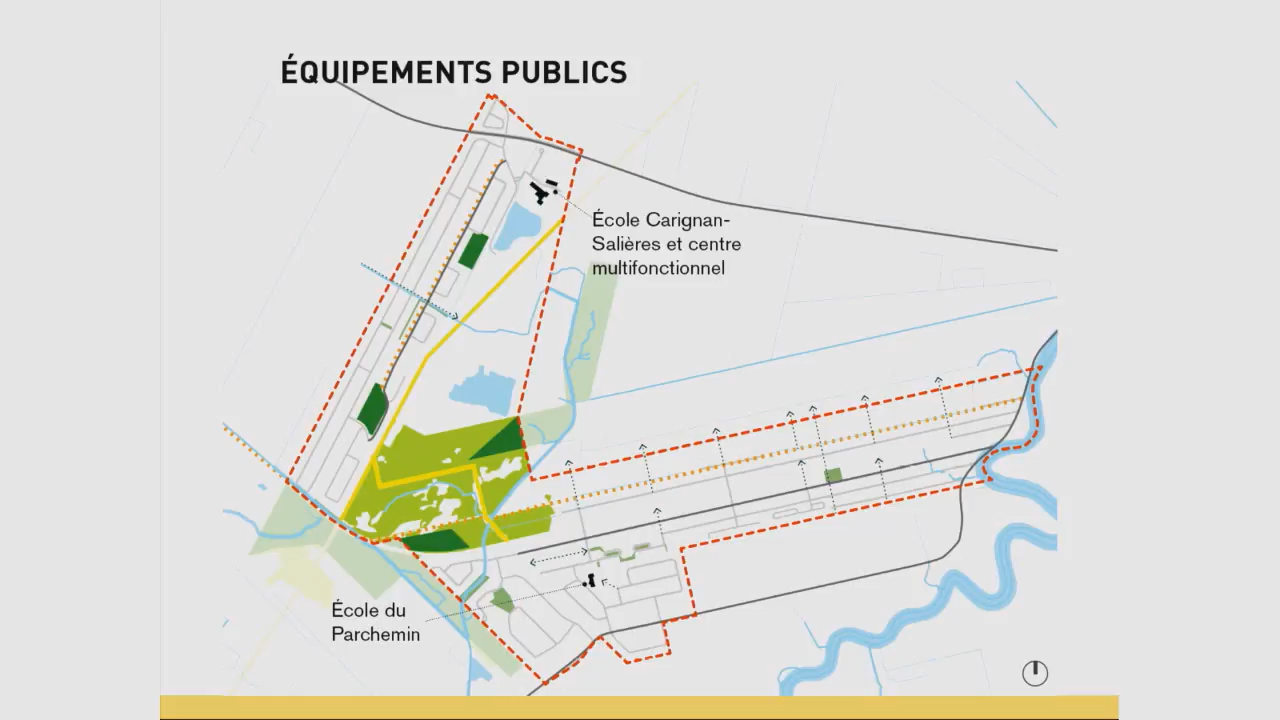 ÉQUIPEMENTS PUBLICS
École Carignan-
Salières et centre
multifonctionnel
École du
Parchemin